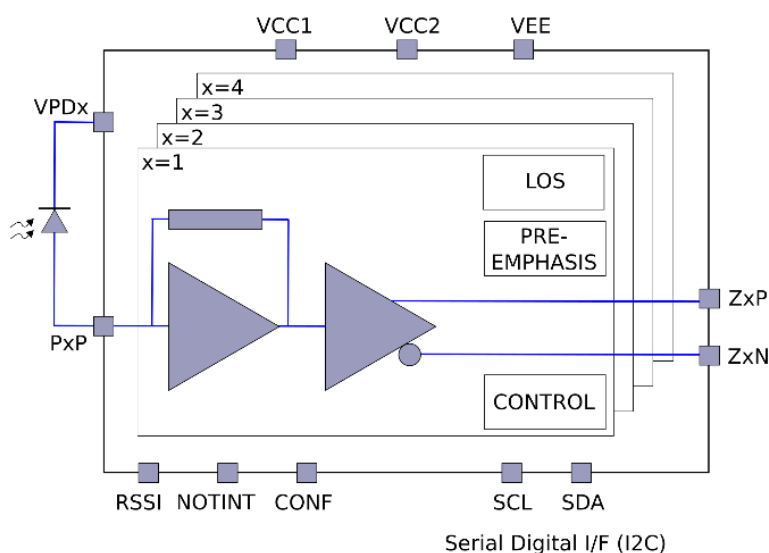 VCC1 VCC2 VEE
VPDx
x=4
x=3
x=2
x=1
LOS
PRE-
EMPHASIS
ZxP
PxP
ZxN
CONTROL
RSSI NOTINT CONF SCL SDA
Serial Digital I/F (I2C)